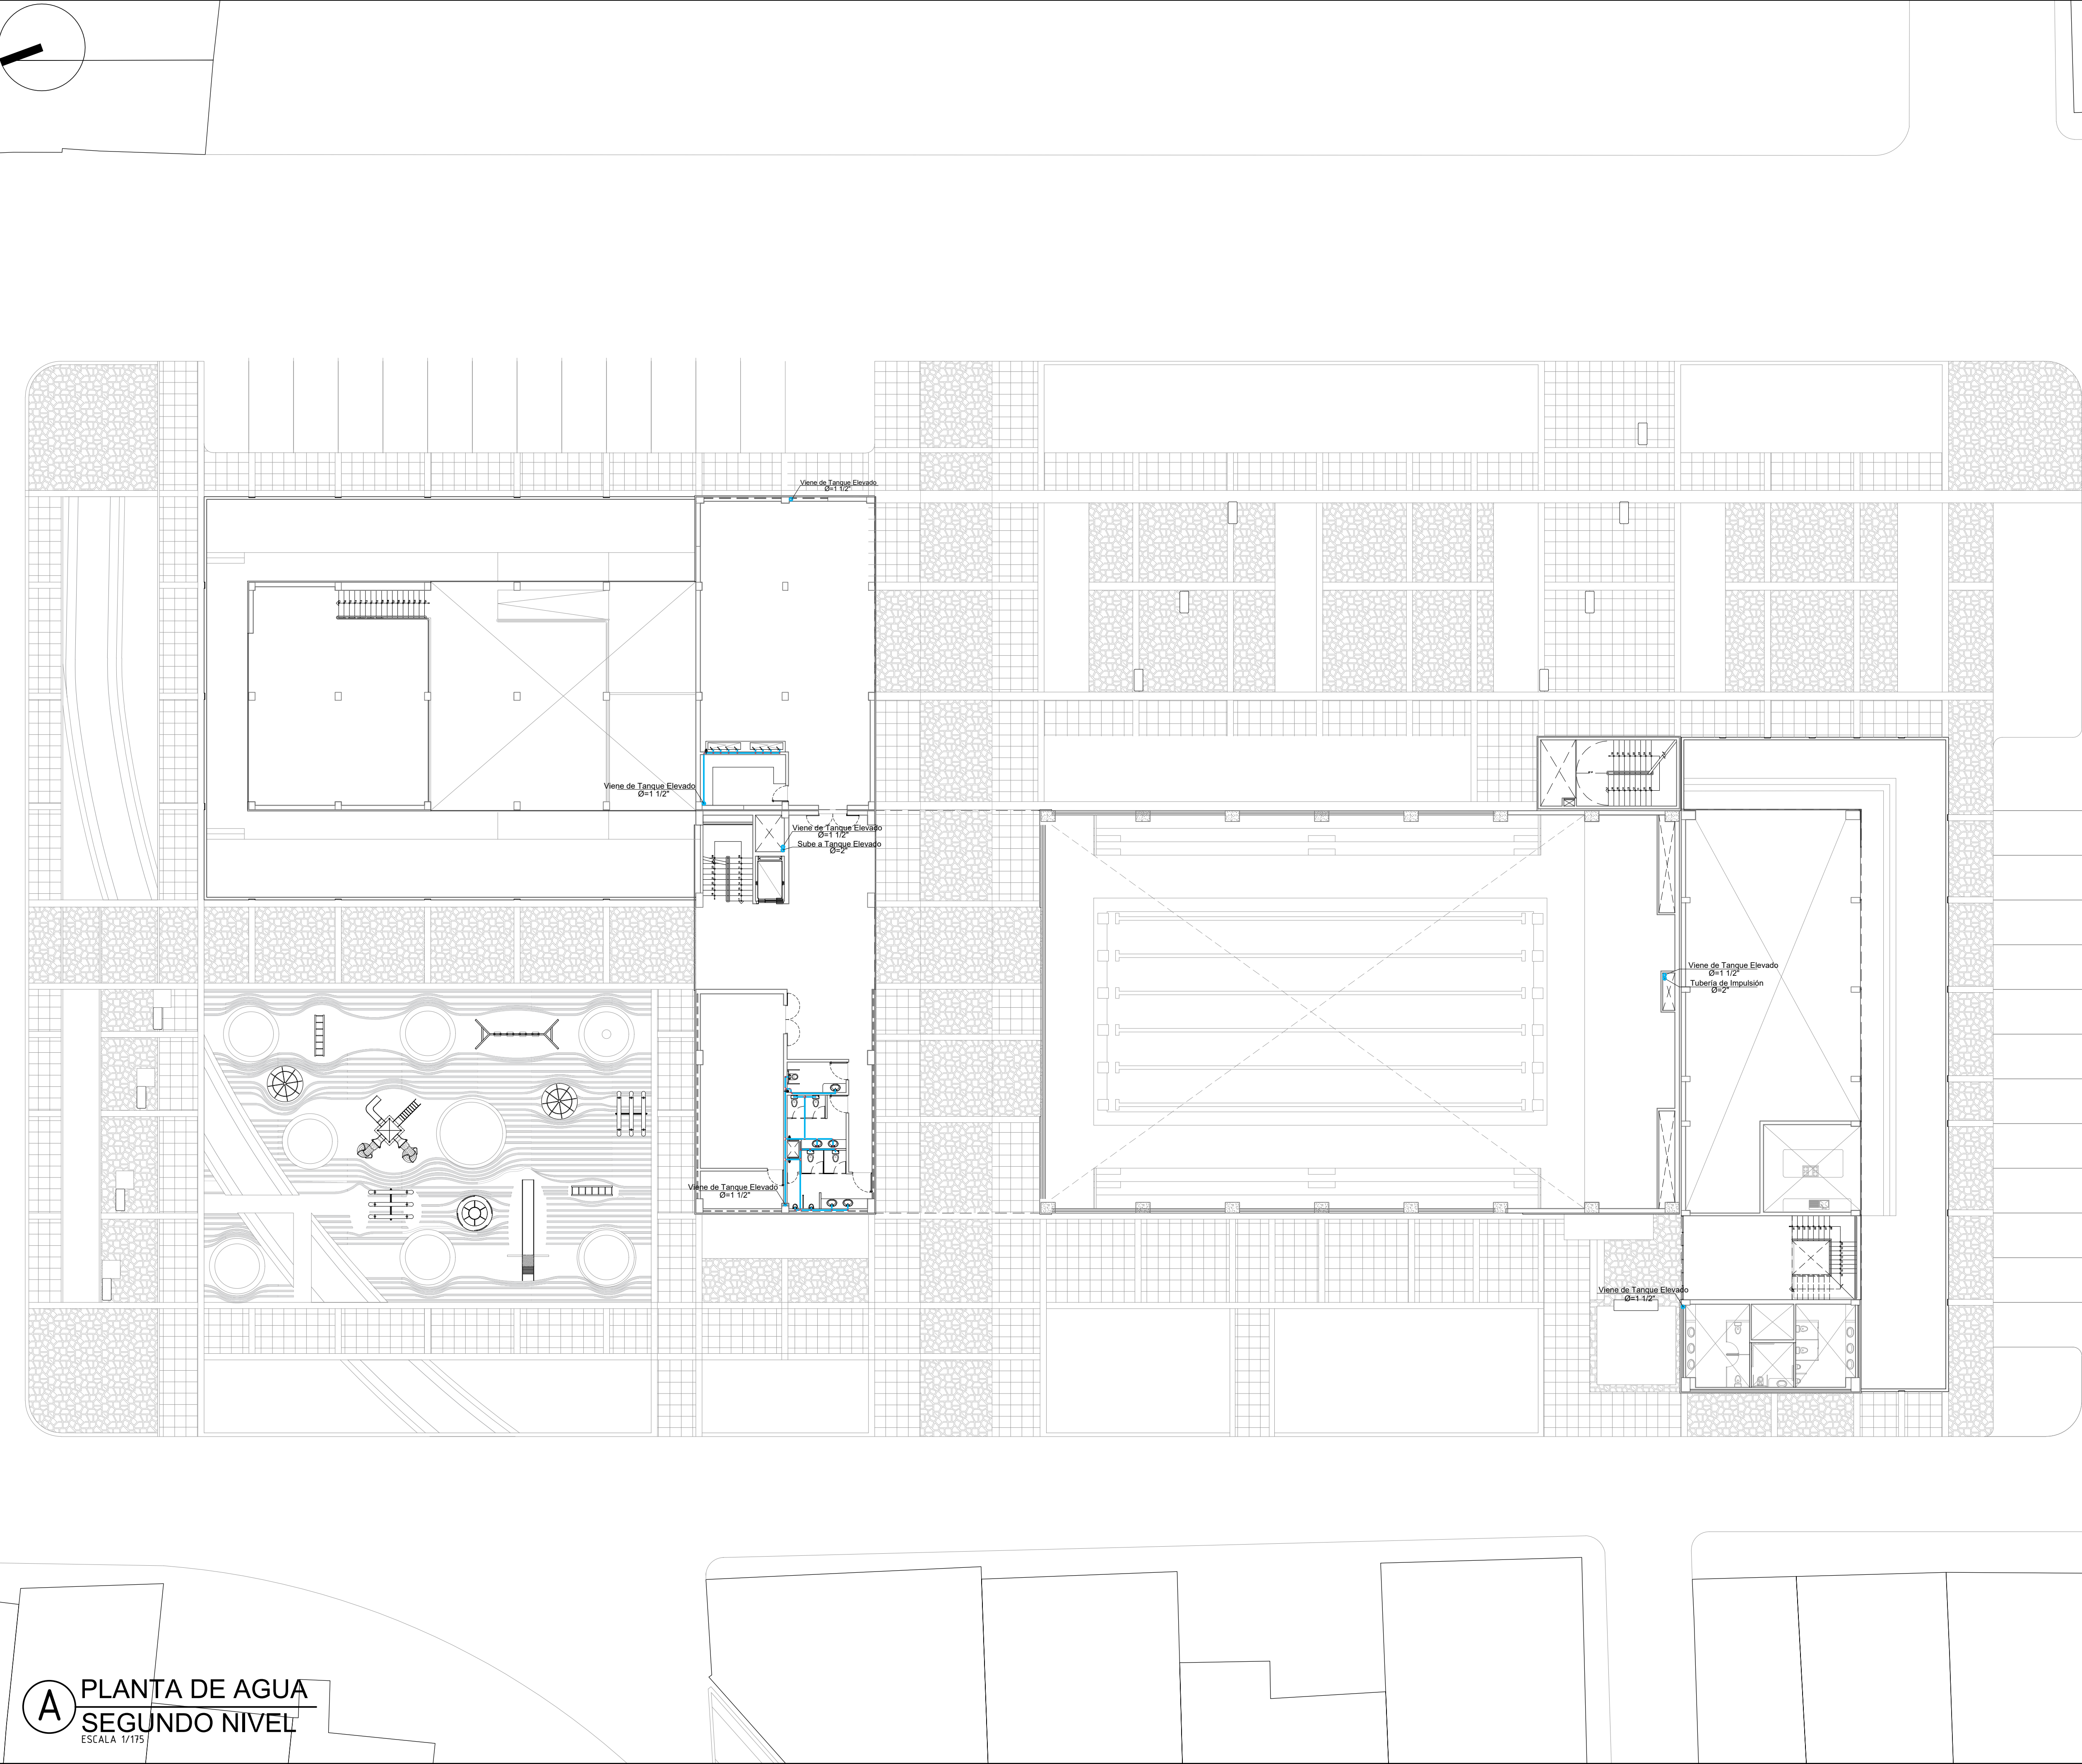 Viene de Tanque Elevado
Ø=1 1/2"
Viene de Tanque Elevado
Ø=1 1/2"
Viene de Tanque Elevado
Ø=1 1/2"
Sube a Tanque Elevado
Ø=2"
Viene de Tanque Elevado
Ø=1 1/2"
Tubería de Impulsión
Ø=2"
Viene de Tanque Elevado
Ø=1 1/2"
Viene de Tanque Elevado
Ø=1 1/2"
A
PLANTA DE AGUA
SEGUNDO NIVEL
ESCALA 1/175